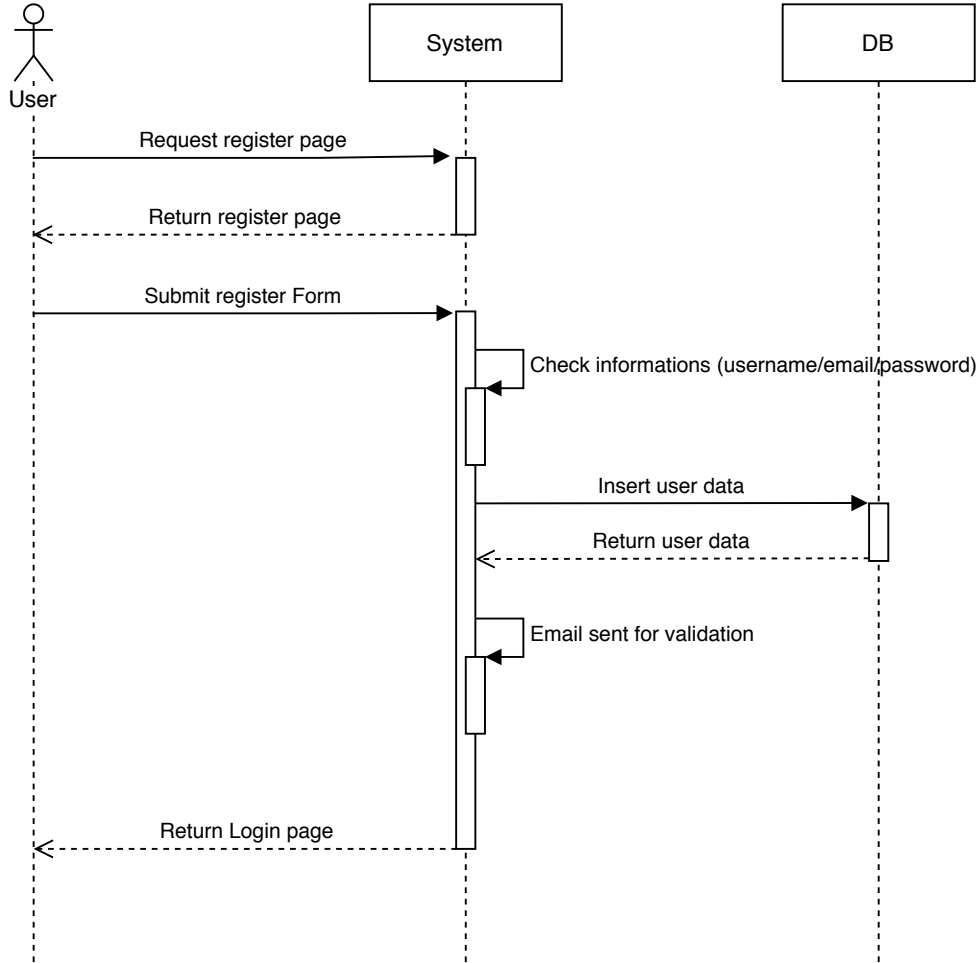 System
DB
User
Request register page
Return register page
Submit register Form
Check informations (username/email/password)
Insert user data
Return user data
Email sent for validation
Return Login page